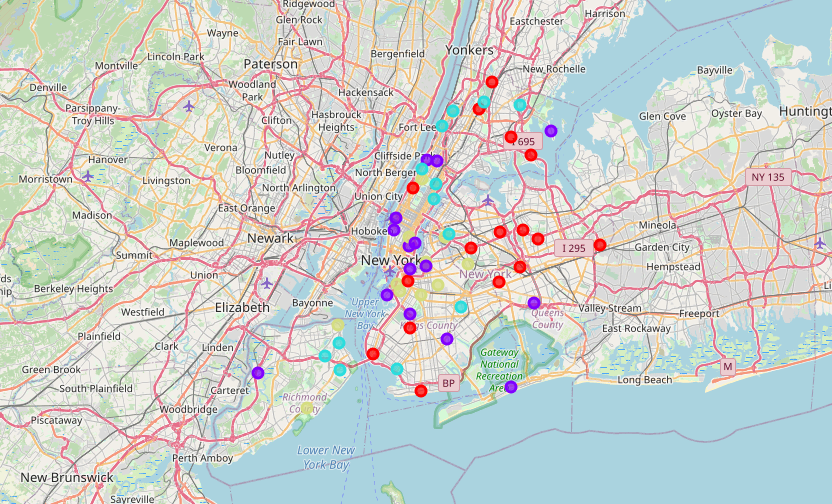 Ridgewood
Glen Rock
Harrison
Eastchester
Wayne
Fair Lawn
Yonkers
Lincoln Park
Bergenfield
Montville
Paterson
New Rochelle
Bayville
Denville
Woodland
Park
Hackensack
Parsippany-
Troy Hills
Glen Cove
Oyster Bay
Huntingt
Clifton
Hasbrouck
Heights
Fort Lee
695
Verona
Nutley
Cliffside P
Hanover
Bloomfield
North Berge
Morristown
Livingston
North Arlington
NY 135
Union City
East Orange
Madison
Mineola
Maplewood
Newark
Hoboke
I 295
Garden City
Summit
New York
New York
Hempstead
Union
Berkeley Heights
Elizabeth
Bayonne
Upper
New York
Bay
Westfield
Kings County
Queens
County
Valley Stream
Freeport
East Rockaway
Plainfield
Clark
Linden
Gateway
National
Recreation
Area
Green Brook
M
South Plainfield
Carteret
BP
Long Beach
Richmond
County
Woodbridge
Piscataway
Lower New
York Bay
Perth Amboy
New Brunswick
Sayreville